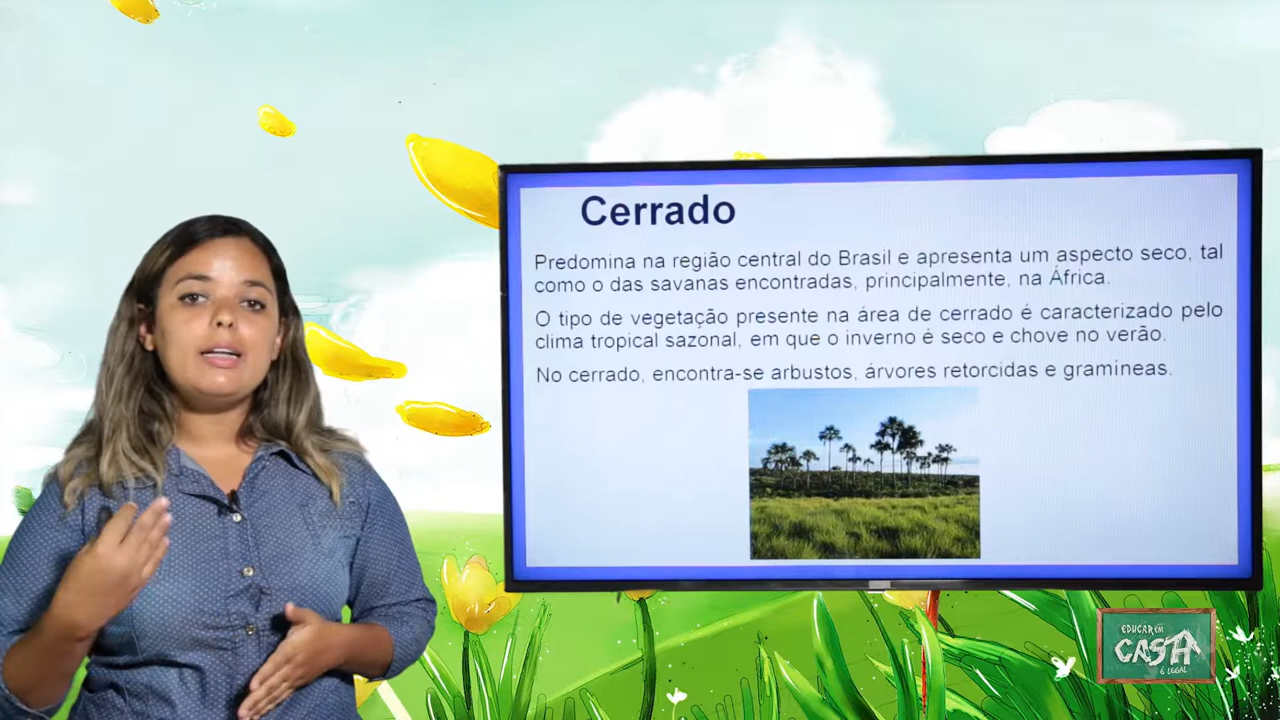 Cerrado
Predomina na região central do Brasil e apresenta um aspecto seco, tal
como o das savanas encontradas, principalmente, na África.
O tipo de vegetação presente na área de cerrado é caracterizado pelo
clima tropical sazonal, em que o inverno é seco e chove no verão.
No cerrado, encontra-se arbustos, árvores retorcidas e gramíneas.
EDUCAR EM
CASA
É LEGAL